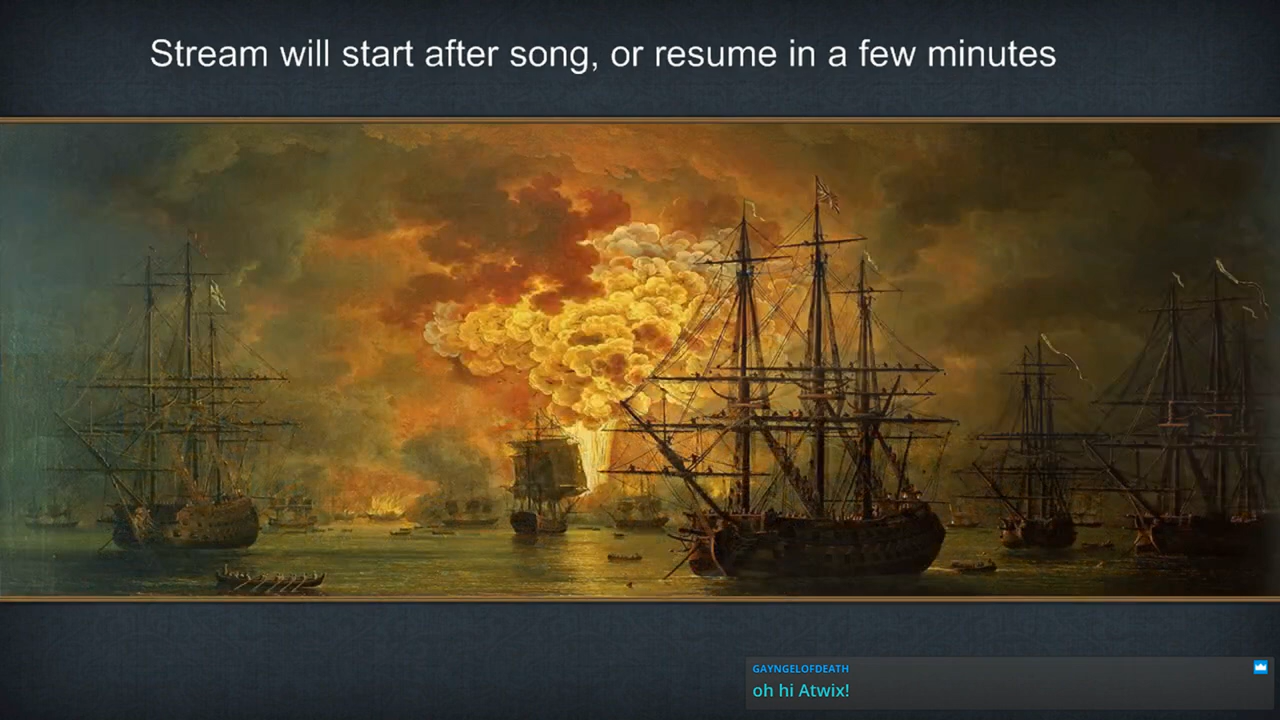 Stream will start after song, or resume in a few minutes
GAYNGELOFDEATH
oh hi Atwix!